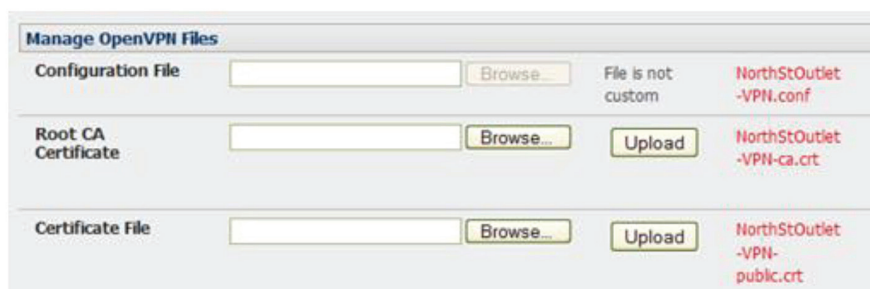 Manage OpenVPN Files
Configuration File
Browse...
File is not
custom
NorthStOutlet
-VPN.conf
Root CA
Certificate
Browse...
Upload
NorthStOutlet
-VPN-ca.crt
Certificate File
Browse...
Upload
NorthStOutlet
-VPN-
public.crt